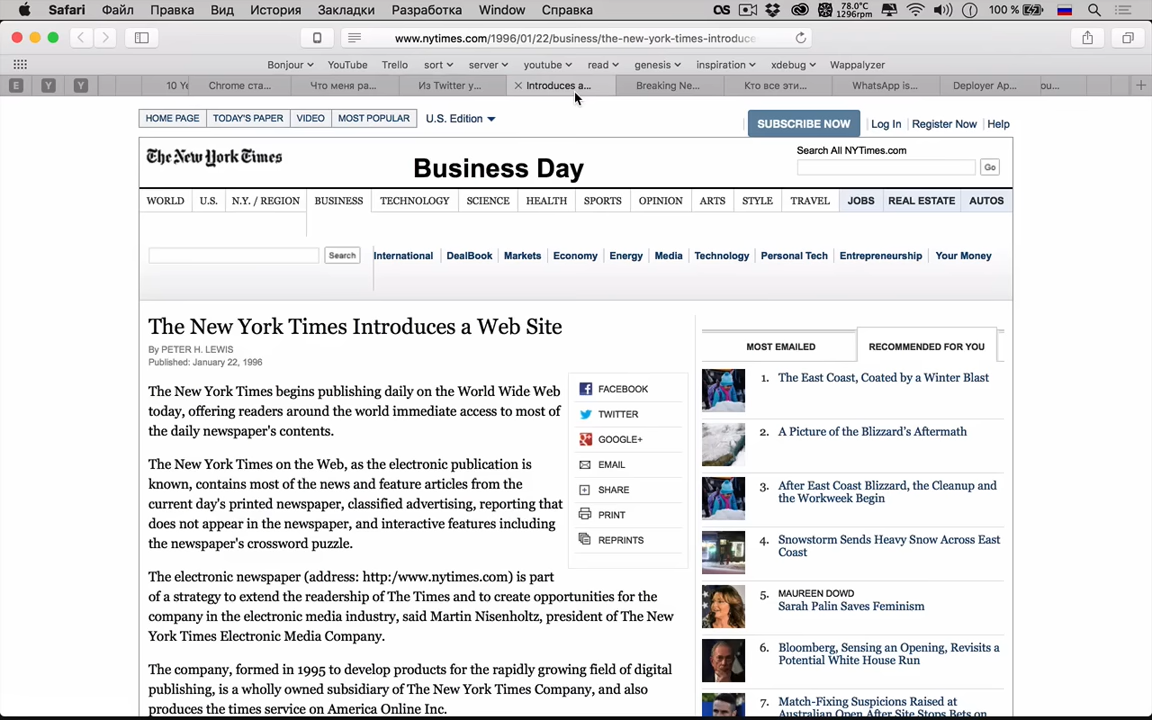 Safari Файл Правка Вид История Закладки Разработка Window Справка 78.0°C 1296rpm 100 %
www.nytimes.com/1996/01/22/business/the-new-york-times-introduce
Bonjour YouTube Trello sort server youtube read genesis inspiration xdebug Wappalyzer
E Y Y 10 Ye Chrome ста... Что меня ра... Из Twitter у... Introduces a... Breaking Ne... Кто все эти... WhatsApp is... Deployer Ap... ou...
HOME PAGE TODAY'S PAPER VIDEO MOST POPULAR U.S. Edition
SUBSCRIBE NOW Log In Register Now Help
The New York Times
Business Day
Search All NYTimes.com
Go
WORLD U.S. N.Y. / REGION BUSINESS TECHNOLOGY SCIENCE HEALTH SPORTS OPINION ARTS STYLE TRAVEL JOBS REAL ESTATE AUTOS
Search International DealBook Markets Economy Energy Media Technology Personal Tech Entrepreneurship Your Money
The New York Times Introduces a Web Site
By PETER H. LEWIS
Published: January 22, 1996
The New York Times begins publishing daily on the World Wide Web
today, offering readers around the world immediate access to most of
the daily newspaper's contents.
The New York Times on the Web, as the electronic publication is
known, contains most of the news and feature articles from the
current day's printed newspaper, classified advertising, reporting that
does not appear in the newspaper, and interactive features including
the newspaper's crossword puzzle.
The electronic newspaper (address: http:/www.nytimes.com) is part
of a strategy to extend the readership of The Times and to create opportunities for the
company in the electronic media industry, said Martin Nisenholtz, president of The New
York Times Electronic Media Company.
The company, formed in 1995 to develop products for the rapidly growing field of digital
publishing, is a wholly owned subsidiary of The New York Times Company, and also
produces the times service on America Online Inc.
FACEBOOK
TWITTER
GOOGLE+
EMAIL
SHARE
PRINT
REPRINTS
MOST EMAILED RECOMMENDED FOR YOU
1. The East Coast, Coated by a Winter Blast
2. A Picture of the Blizzard's Aftermath
3. After East Coast Blizzard, the Cleanup and
the Workweek Begin
4. Snowstorm Sends Heavy Snow Across East
Coast
5. MAUREEN DOWD
Sarah Palin Saves Feminism
6. Bloomberg, Sensing an Opening, Revisits a
Potential White House Run
7. Match-Fixing Suspicions Raised at
Australian Open After Site Stops Bets on